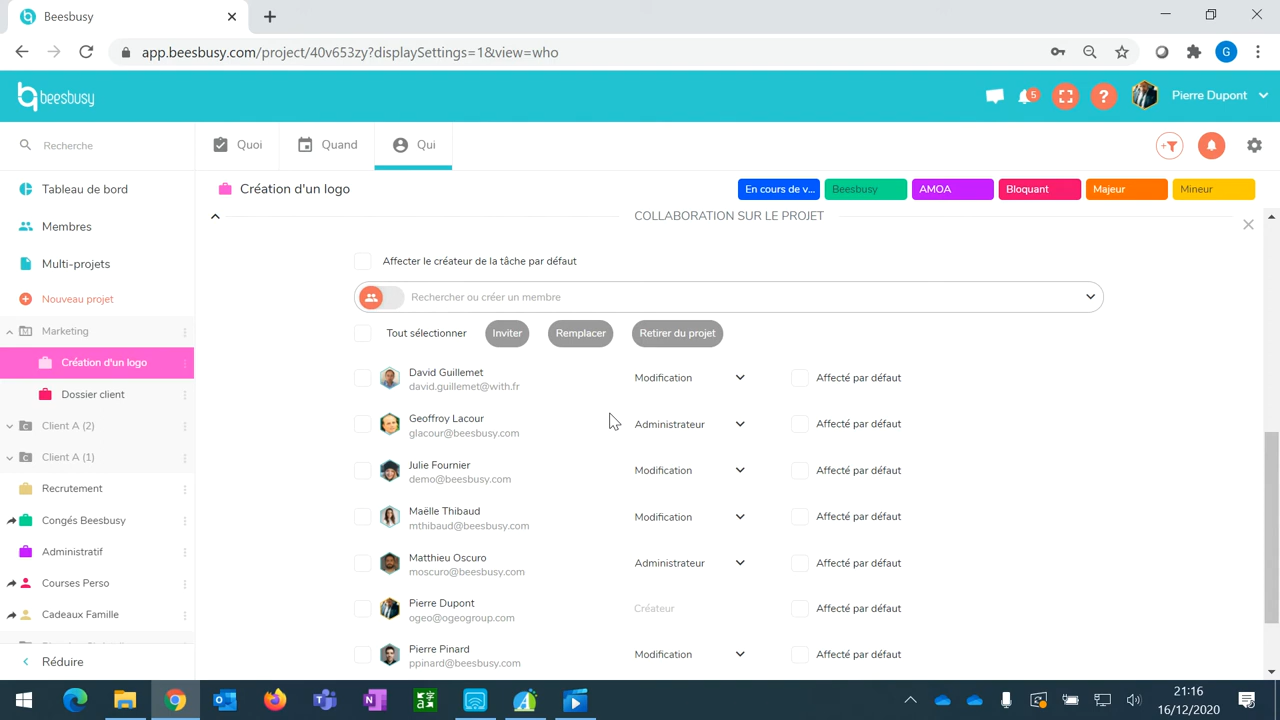 Beesbusy
app.beesbusy.com/project/40v653zy?displaySettings=1&view=who
G
beesbusy
5
?
Pierre Dupont
Recherche
Quoi
Quand
Qui
Tableau de bord
Membres
Multi-projets
Nouveau projet
Marketing
Création d'un logo
Dossier client
Client A (2)
Client A (1)
Recrutement
Congés Beesbusy
Administratif
Courses Perso
Cadeaux Famille
Réduire
Création d'un logo
En cours de v...
Beesbusy
AMOA
Bloquant
Majeur
Mineur
COLLABORATION SUR LE PROJET
Affecter le créateur de la tâche par défaut
Rechercher ou créer un membre
Tout sélectionner
Inviter
Remplacer
Retirer du projet
David Guillemet
david.guillemet@with.fr
Modification
Affecté par défaut
Geoffroy Lacour
glacour@beesbusy.com
Administrateur
Affecté par défaut
Julie Fournier
demo@beesbusy.com
Modification
Affecté par défaut
Maëlle Thibaud
mthibaud@beesbusy.com
Modification
Affecté par défaut
Matthieu Oscuro
moscuro@beesbusy.com
Administrateur
Affecté par défaut
Pierre Dupont
ogeo@ogeogroup.com
Créateur
Affecté par défaut
Pierre Pinard
ppinard@beesbusy.com
Modification
Affecté par défaut
21:16
16/12/2020